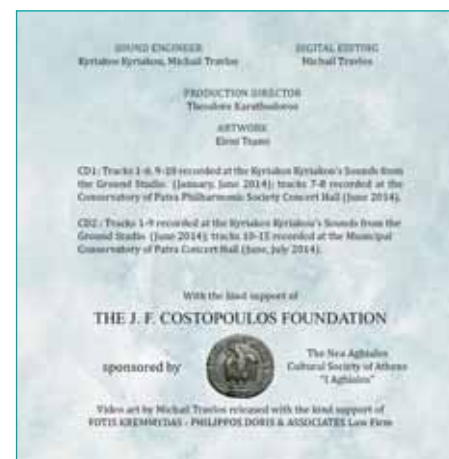 SOUND ENGINEER
Kyriakos Kyriakou, Michail Travlos
DIGITAL EDITING
Michail Travlos
PRODUCTION DIRECTOR
Theodore Karathodoros
ARTWORK
Eleni Tsami
CD1: Tracks 1-6, 9-10 recorded at the Kyriakos Kyriakou's Sounds from
the Ground Studio. (January, June 2014); tracks 7-8 recorded at the
Conservatory of Patra Philharmonic Society Concert Hall (June 2014).
CD2: Tracks 1-9 recorded at the Kyriakos Kyriakou's Sounds from the
Ground Studio (June 2014); tracks 10-15 recorded at the Municipal
Conservatory of Patra Concert Hall (June, July 2014).
With the kind support of
THE J. F. COSTOPOULOS FOUNDATION
sponsored by
The Nea Aghialos
Cultural Society of Athens
"I Aghialos"
Video art by Michail Travlos released with the kind support of
FOTIS KREMMYDAS - PHILIPPOS DORIS & ASSOCIATES Law Firm